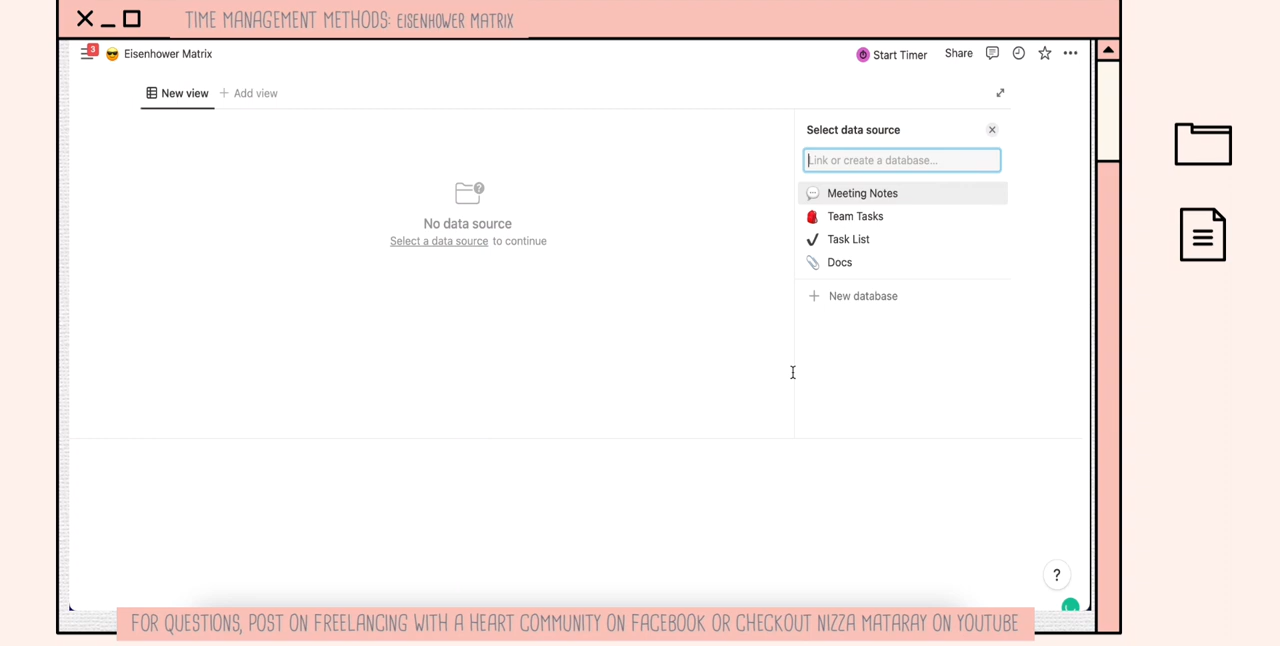 TIME MANAGEMENT METHODS: EISENHOWER MATRIX
3
Eisenhower Matrix
Start Timer Share
New view Add view
Select data source
Link or create a database...
Meeting Notes
Team Tasks
Task List
Docs
New database
?
No data source
Select a data source to continue
?
FOR QUESTIONS, POST ON FREELANCING WITH A HEART COMMUNITY ON FACEBOOK OR CHECKOUT NIZZA MATARAY ON YOUTUBE